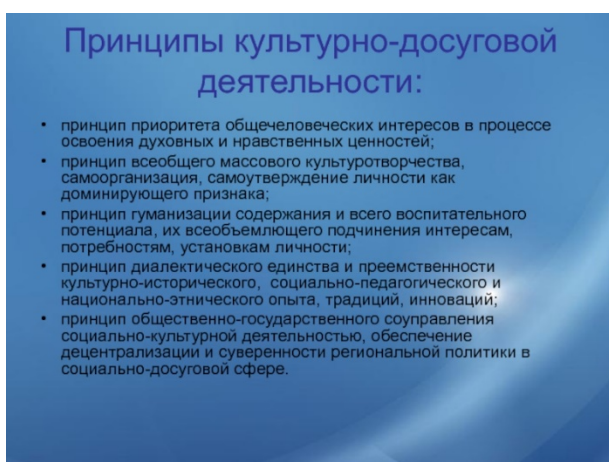 Принципы культурно-досуговой
деятельности:
• принцип приоритета общечеловеческих интересов в процессе
освоения духовных и нравственных ценностей;
• принцип всеобщего массового культуротворчества,
самоорганизация, самоутверждение личности как
доминирующего признака;
• принцип гуманизации содержания и всего воспитательного
потенциала, их всеобъемлющего подчинения интересам,
потребностям, установкам личности;
• принцип диалектического единства и преемственности
культурно-исторического, социально-педагогического и
национально-этнического опыта, традиций, инноваций;
• принцип общественно-государственного соуправления
социально-культурной деятельностью, обеспечение
децентрализации и суверенности региональной политики в
социально-досуговой сфере.